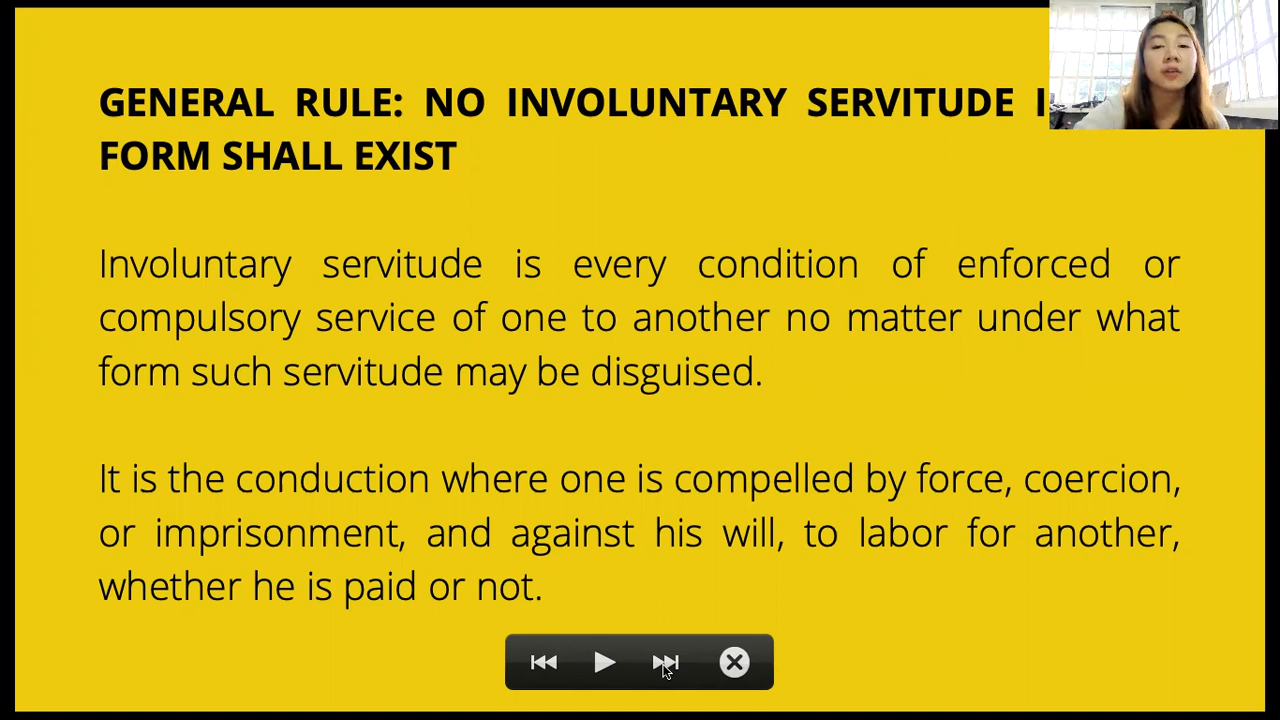 GENERAL RULE: NO INVOLUNTARY SERVITUDE
FORM SHALL EXIST
Involuntary servitude is every condition of enforced or
compulsory service of one to another no matter under what
form such servitude may be disguised.
It is the conduction where one is compelled by force, coercion,
or imprisonment, and against his will, to labor for another,
whether he is paid or not.